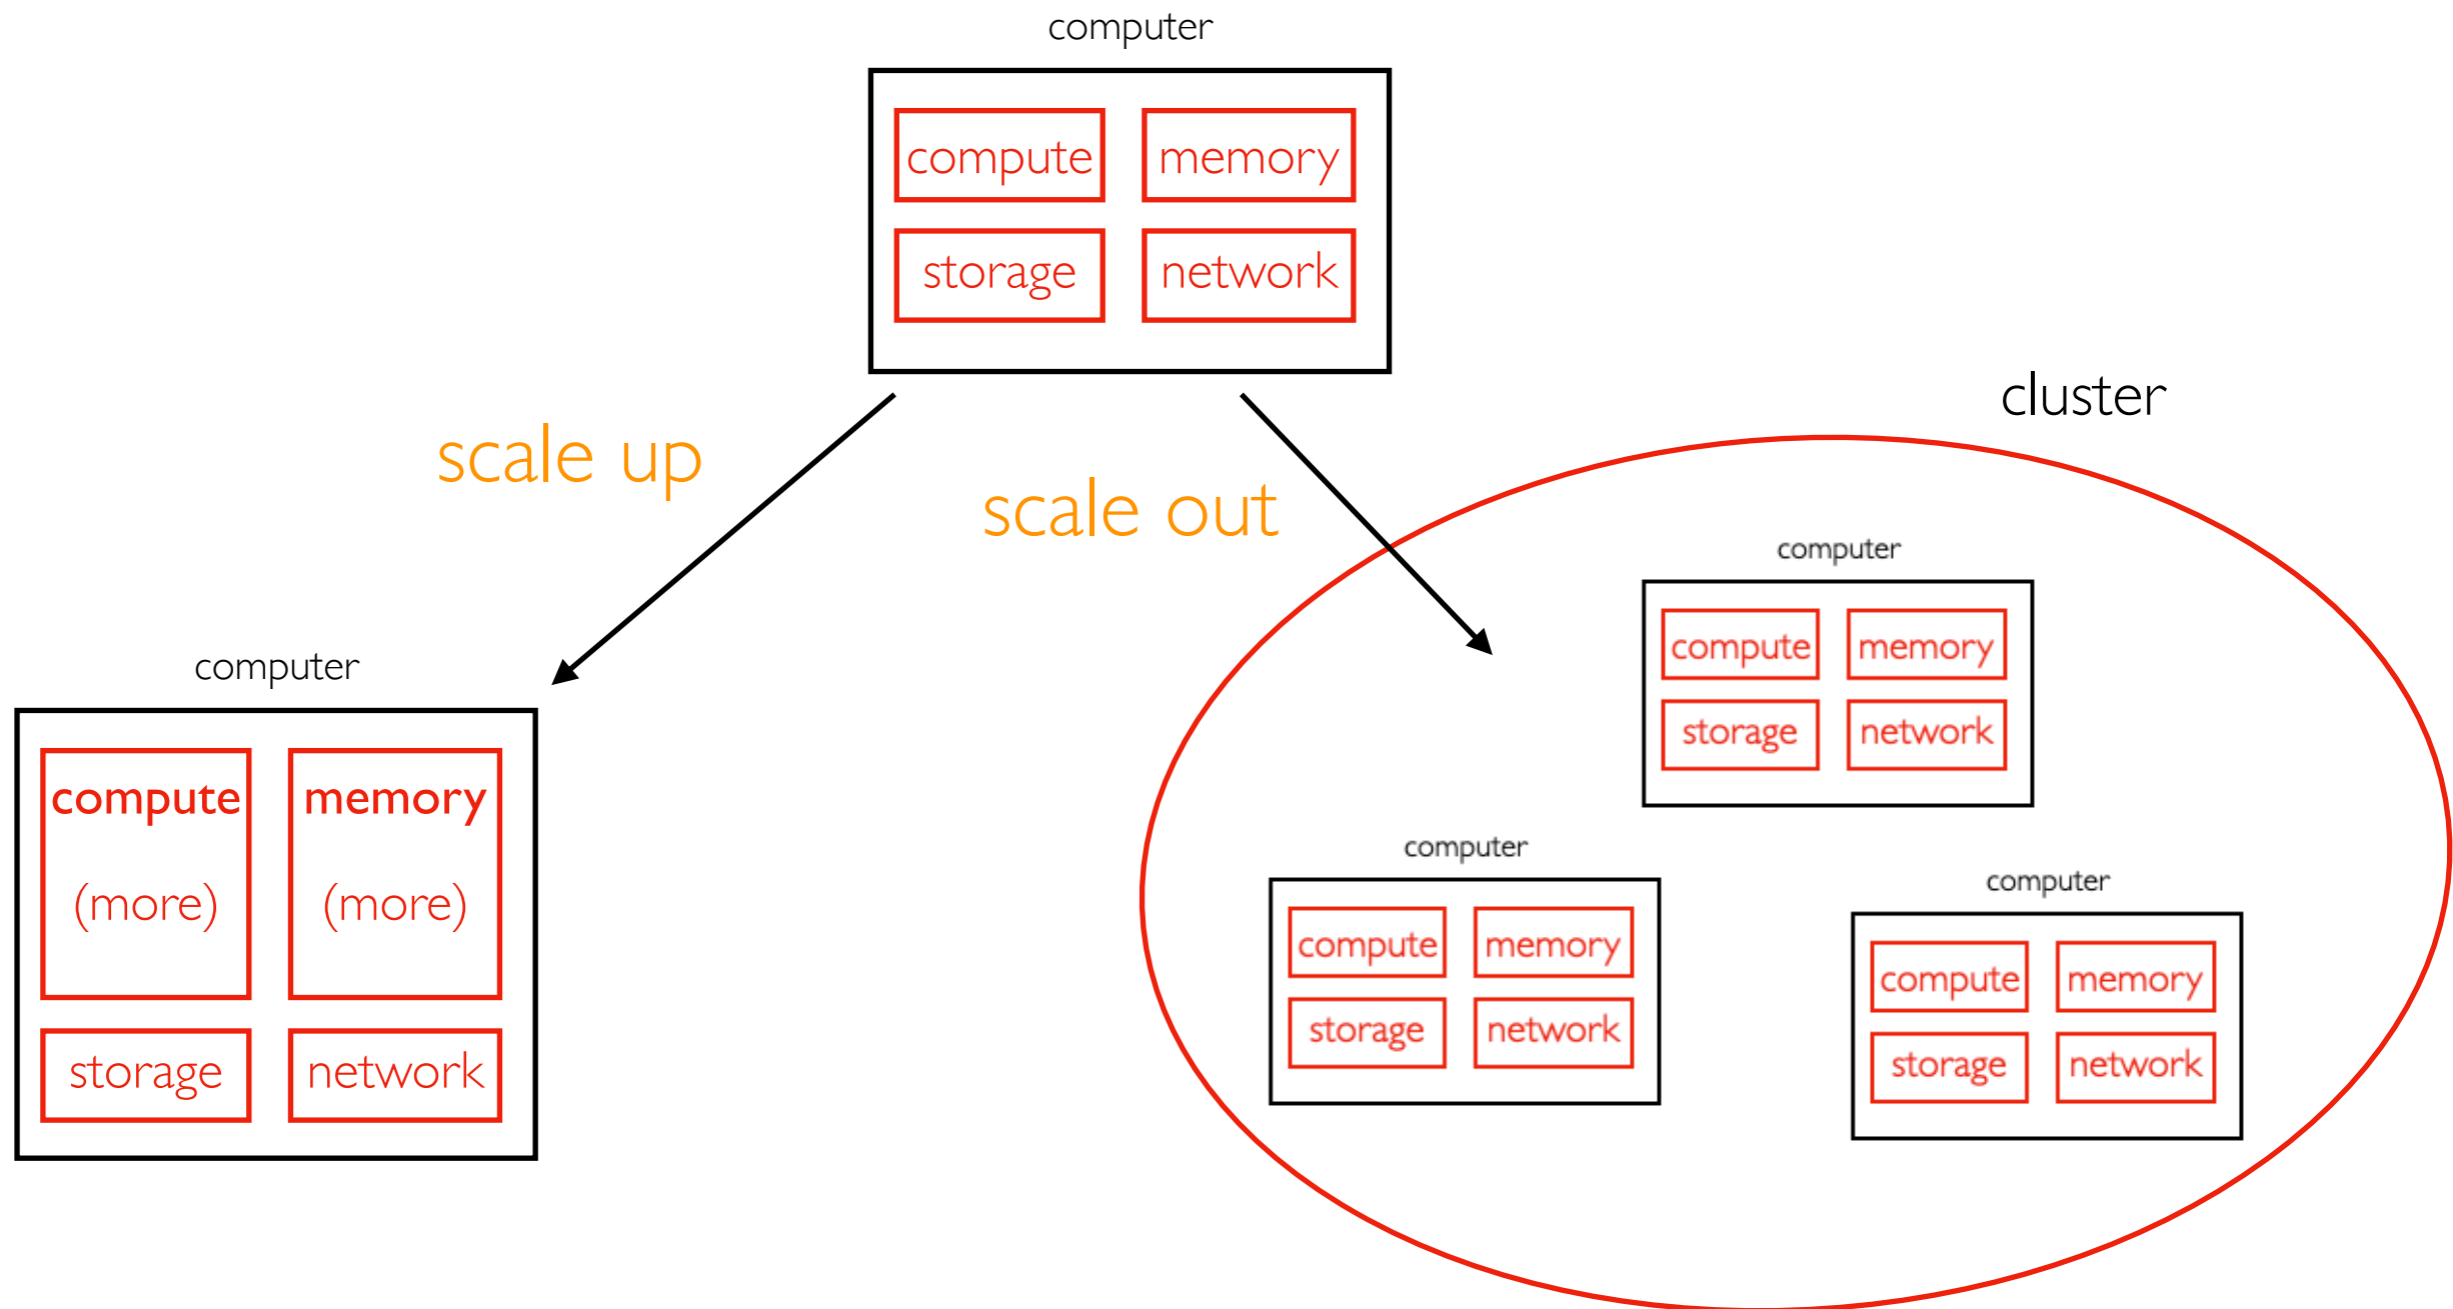 computer
compute memory
storage network
scale up
scale out
cluster
computer
compute memory
(more) (more)
storage network
computer
compute memory
storage network
computer
compute memory
storage network
computer
compute memory
storage network